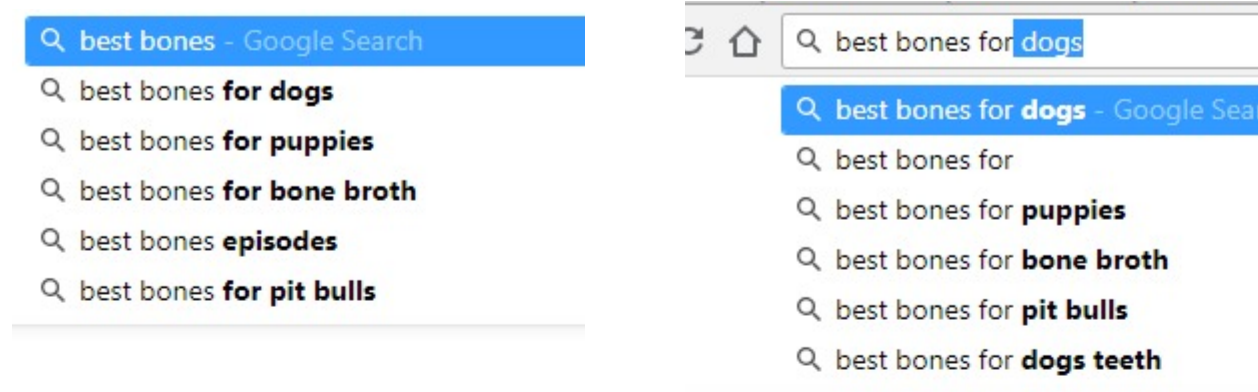 best bones - Google Search
best bones for dogs
best bones for puppies
best bones for bone broth
best bones episodes
best bones for pit bulls
best bones for dogs
best bones for dogs - Google Sea
best bones for
best bones for puppies
best bones for bone broth
best bones for pit bulls
best bones for dogs teeth